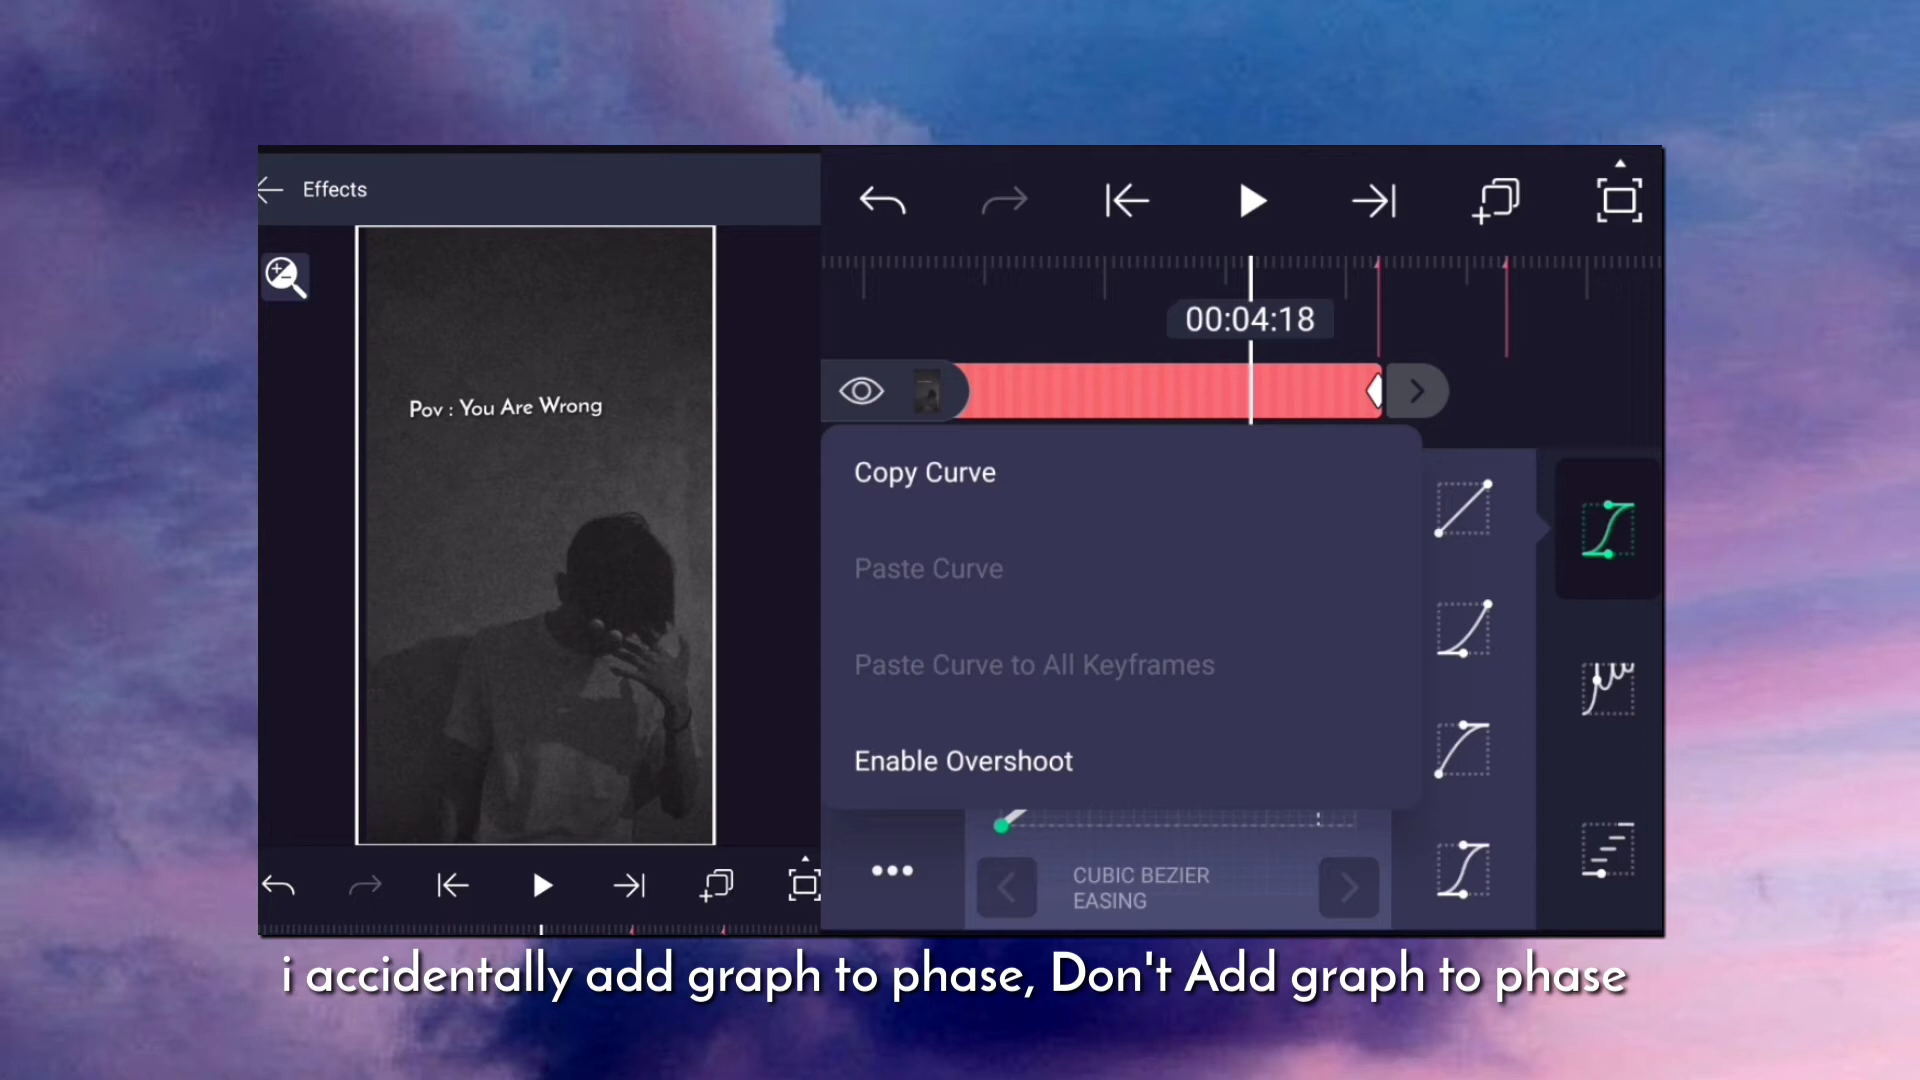 Effects
Pov : You Are Wrong
00:04:18
Copy Curve
Paste Curve
Paste Curve to All Keyframes
Enable Overshoot
CUBIC BEZIER
EASING
i accidentally add graph to phase, Don't Add graph to phase